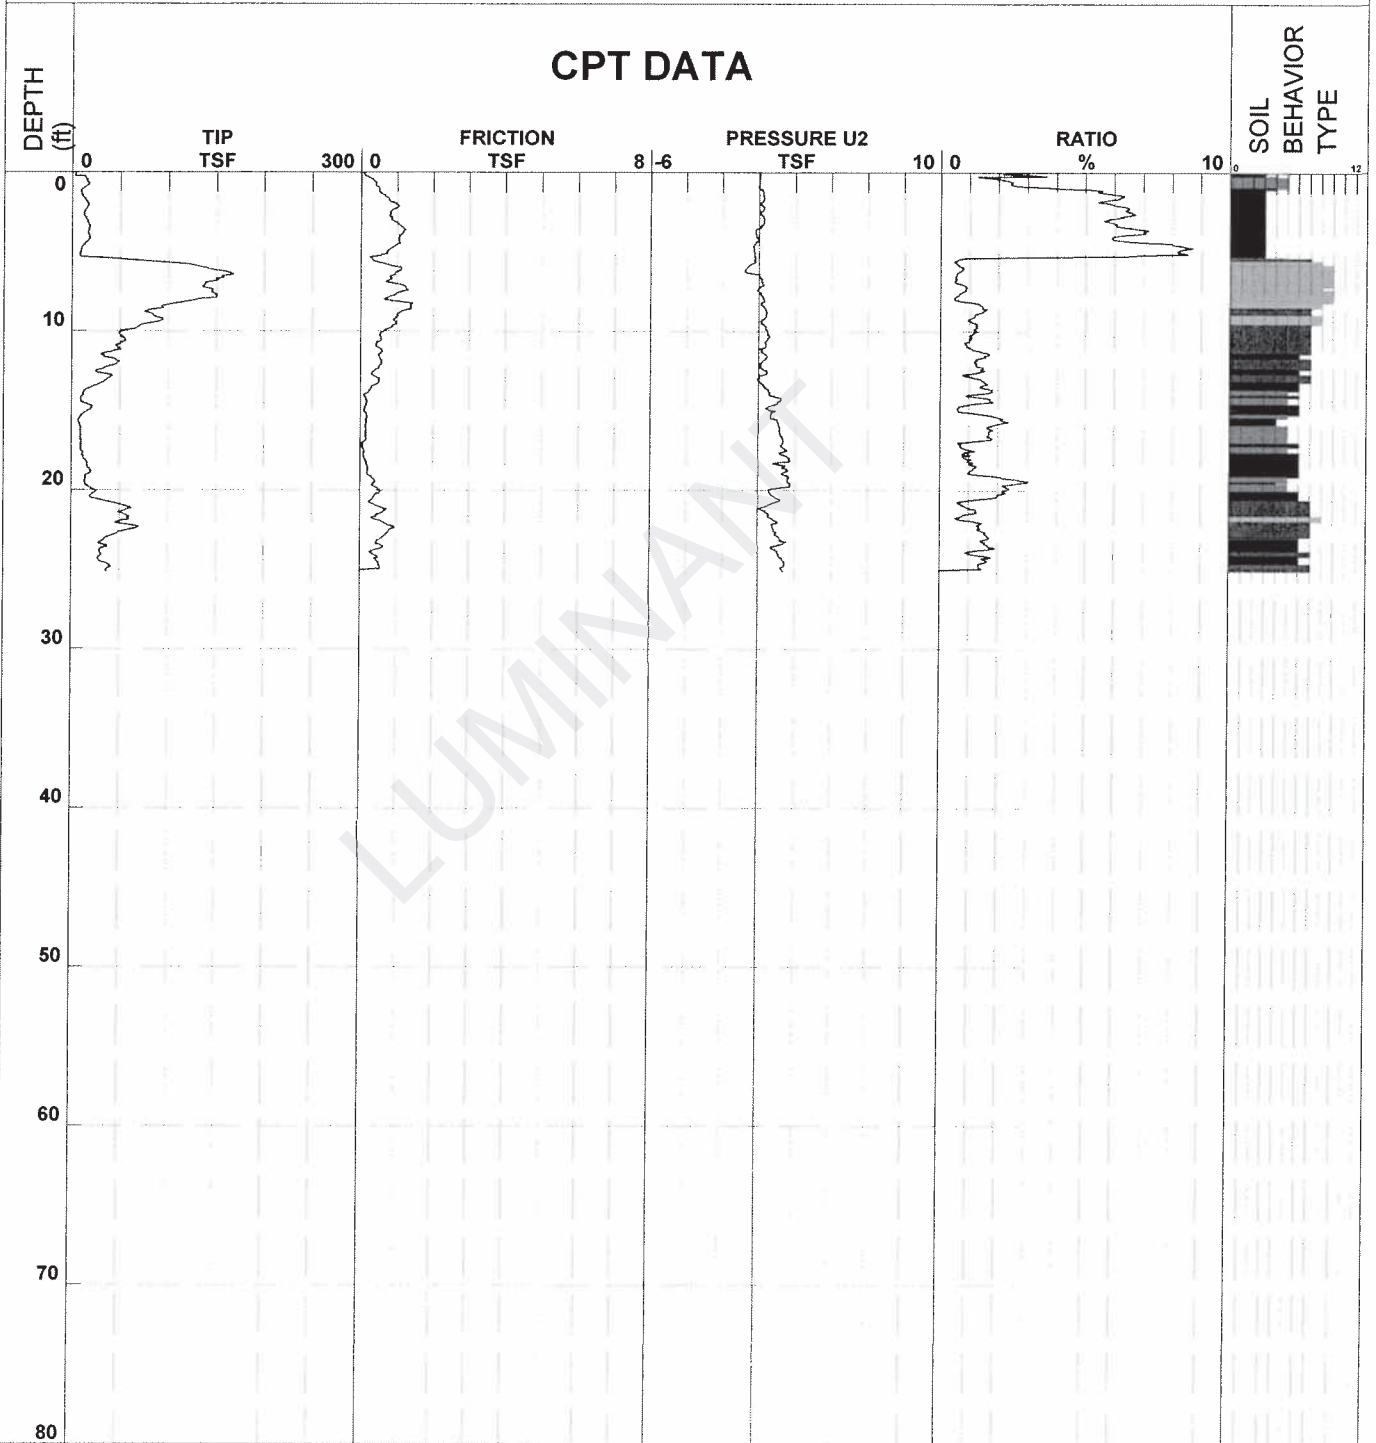 CPT DATA
DEPTH
(ft)
TIP
TSF
0 300
FRICTION
TSF
0 8
PRESSURE U2
TSF
-6 10
RATIO
%
0 10
SOIL
BEHAVIOR
TYPE
0 12
0
10
20
30
40
50
60
70
80
LUMINANT